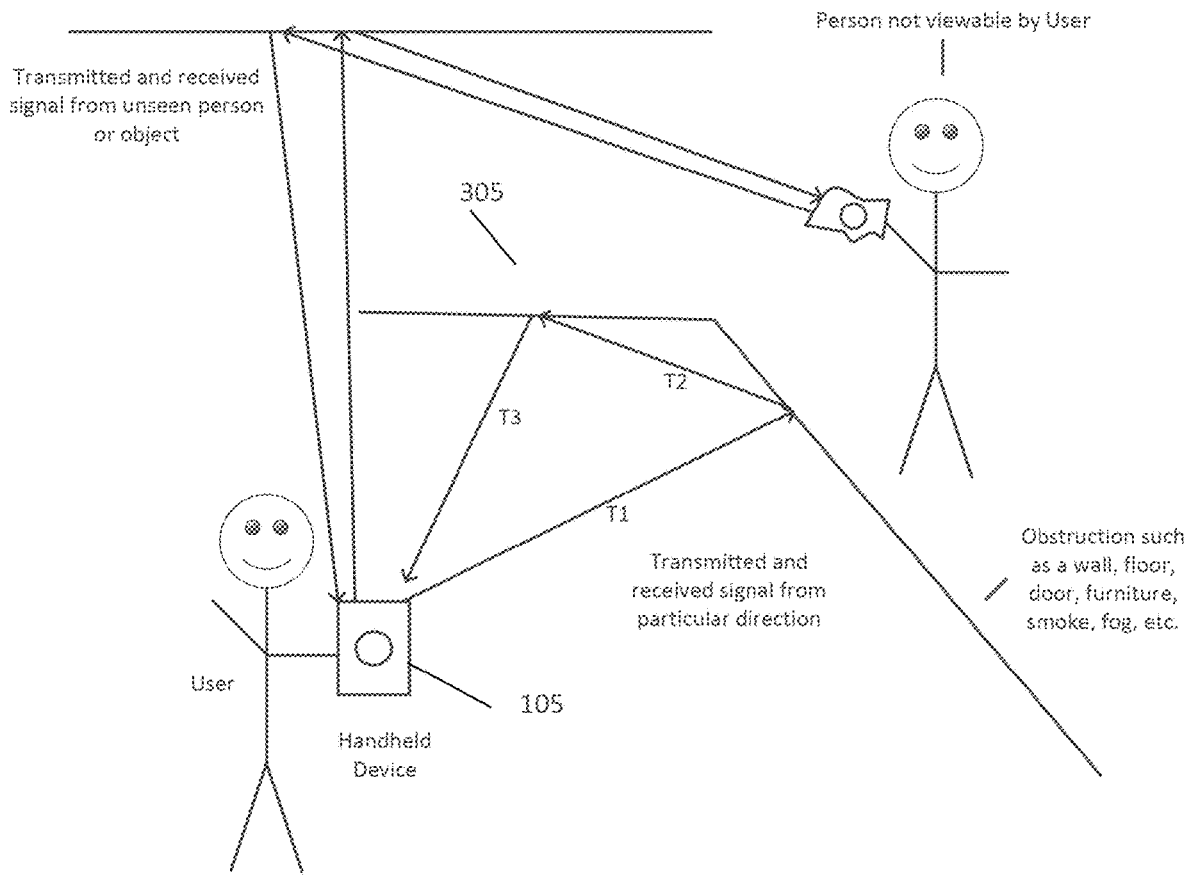 Person not viewable by User
Transmitted and received
signal from unseen person
or object
305
T2
T3
T1
Transmitted and
received signal from
particular direction
Obstruction such
as a wall, floor,
door, furniture,
smoke, fog, etc.
User
105
Handheld
Device